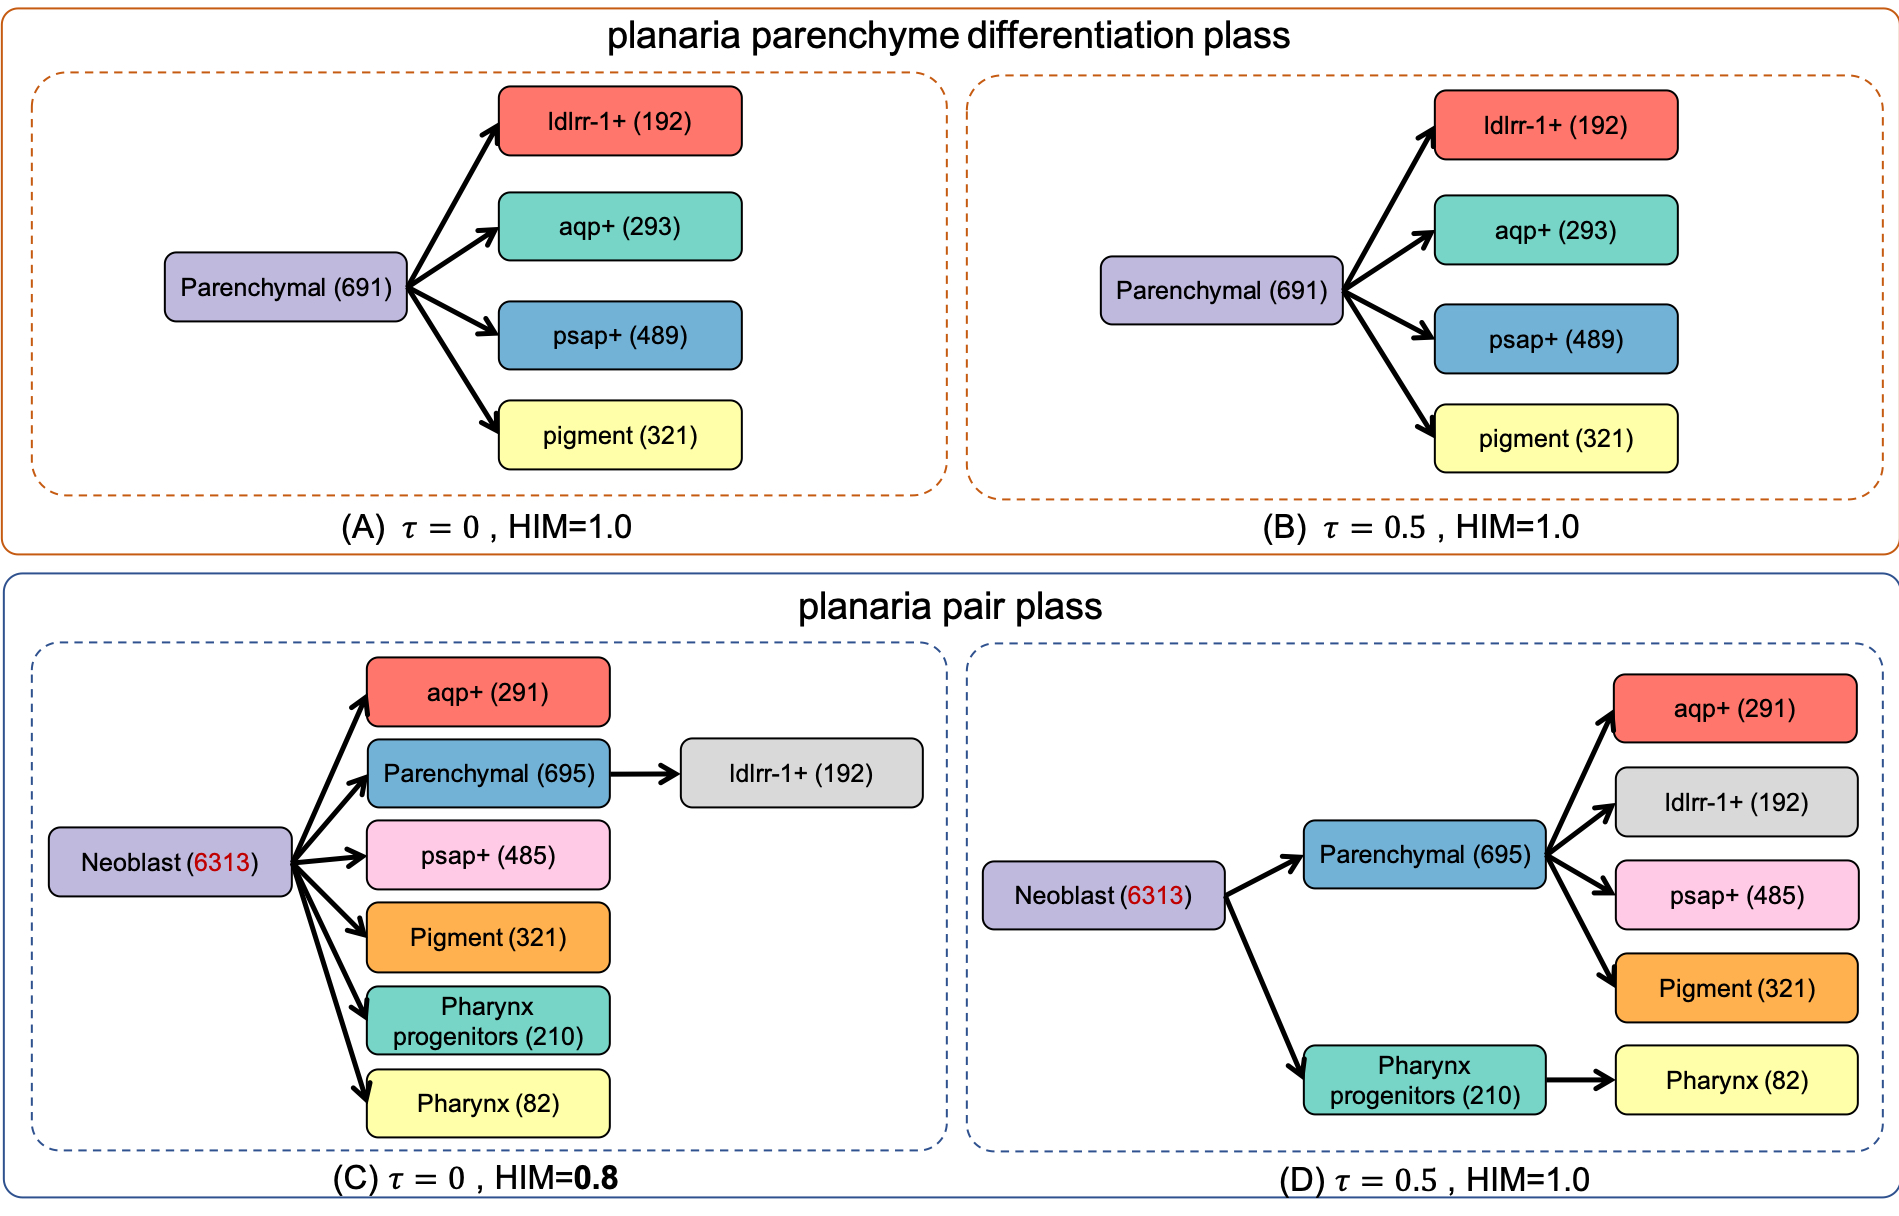 planaria parenchyme differentiation plass
ldlrr-1+ (192)
aqp+ (293)
Parenchymal (691)
psap+ (489)
pigment (321)
(A) τ = 0 , HIM=1.0
ldlrr-1+ (192)
aqp+ (293)
Parenchymal (691)
psap+ (489)
pigment (321)
(B) τ = 0.5 , HIM=1.0
planaria pair plass
aqp+ (291)
Parenchymal (695)
ldlrr-1+ (192)
Neoblast (6313)
psap+ (485)
Pigment (321)
Pharynx
progenitors (210)
Pharynx (82)
(C) τ = 0 , HIM=0.8
aqp+ (291)
ldlrr-1+ (192)
Parenchymal (695)
Neoblast (6313)
psap+ (485)
Pigment (321)
Pharynx
progenitors (210)
Pharynx (82)
(D) τ = 0.5 , HIM=1.0